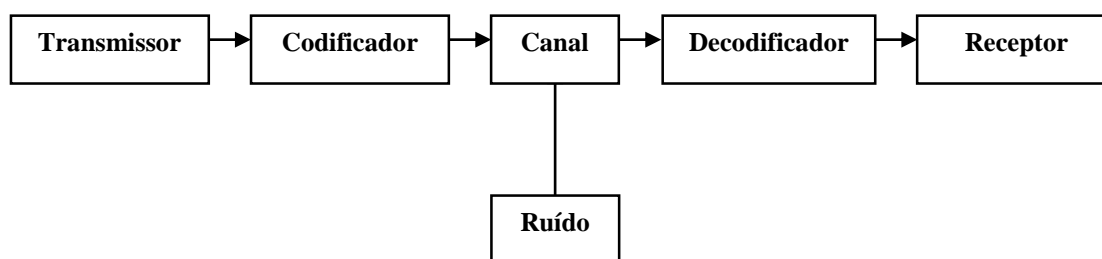 Transmissor
Codificador
Canal
Decodificador
Receptor
Ruído